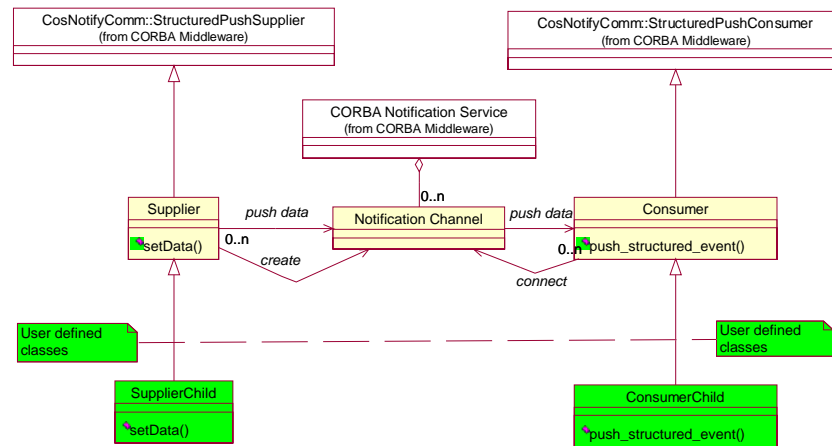 CosNotifyComm::StructuredPushSupplier
(from CORBA Middleware)
CosNotifyComm::StructuredPushConsumer
(from CORBA Middleware)
CORBA Notification Service
(from CORBA Middleware)
0..n
Supplier
setData()
push data
0..n
create
Notification Channel
push data
0..n
connect
Consumer
push_structured_event()
User defined
classes
User defined
classes
SupplierChild
setData()
ConsumerChild
push_structured_event()